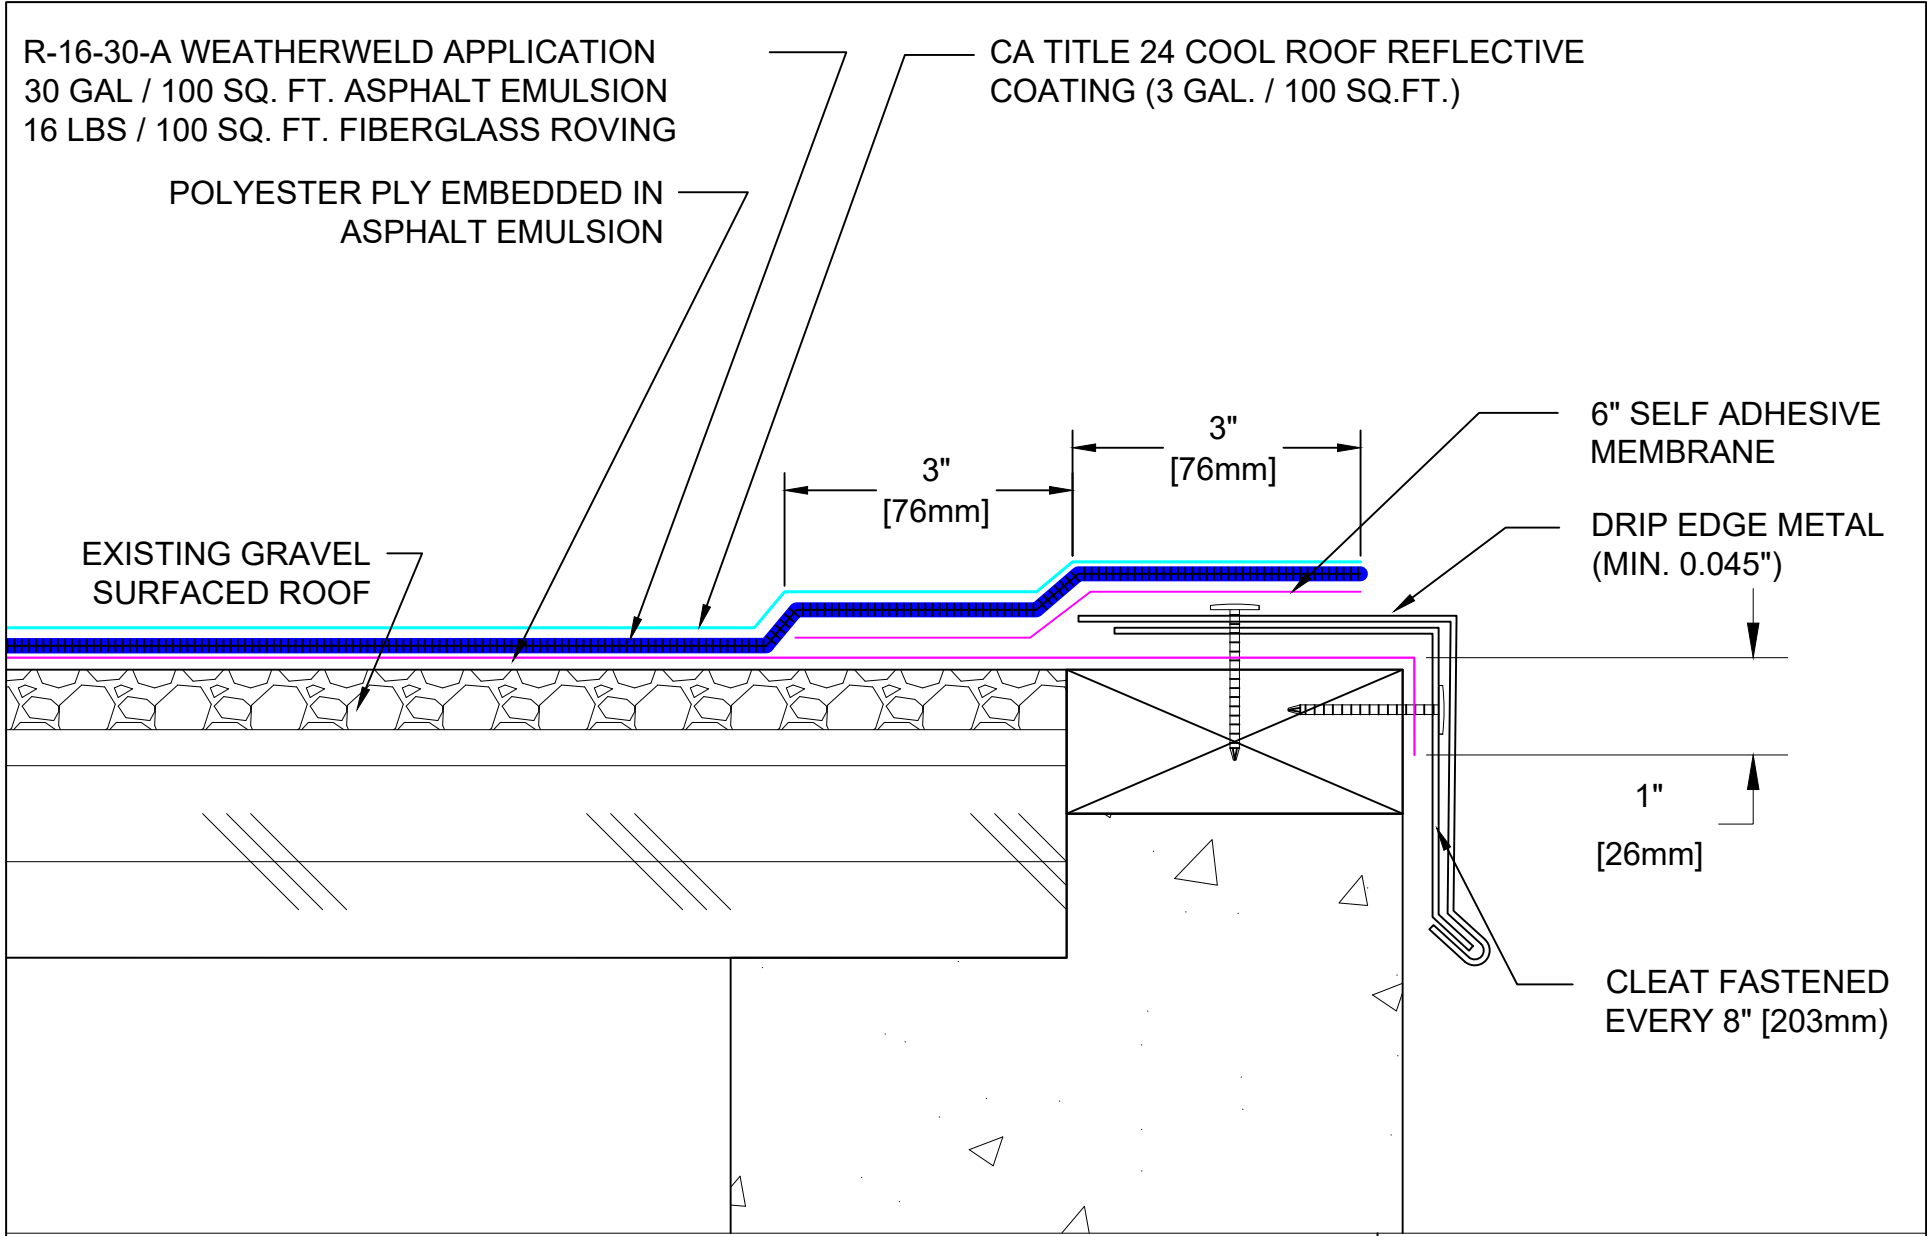 R-16-30-A WEATHERWELD APPLICATION
30 GAL / 100 SQ. FT. ASPHALT EMULSION
16 LBS / 100 SQ. FT. FIBERGLASS ROVING
CA TITLE 24 COOL ROOF REFLECTIVE
COATING (3 GAL. / 100 SQ.FT.)
POLYESTER PLY EMBEDDED IN
ASPHALT EMULSION
3"
[76mm]
3"
[76mm]
6" SELF ADHESIVE
MEMBRANE
DRIP EDGE METAL
(MIN. 0.045")
EXISTING GRAVEL
SURFACED ROOF
1"
[26mm]
CLEAT FASTENED
EVERY 8" [203mm)